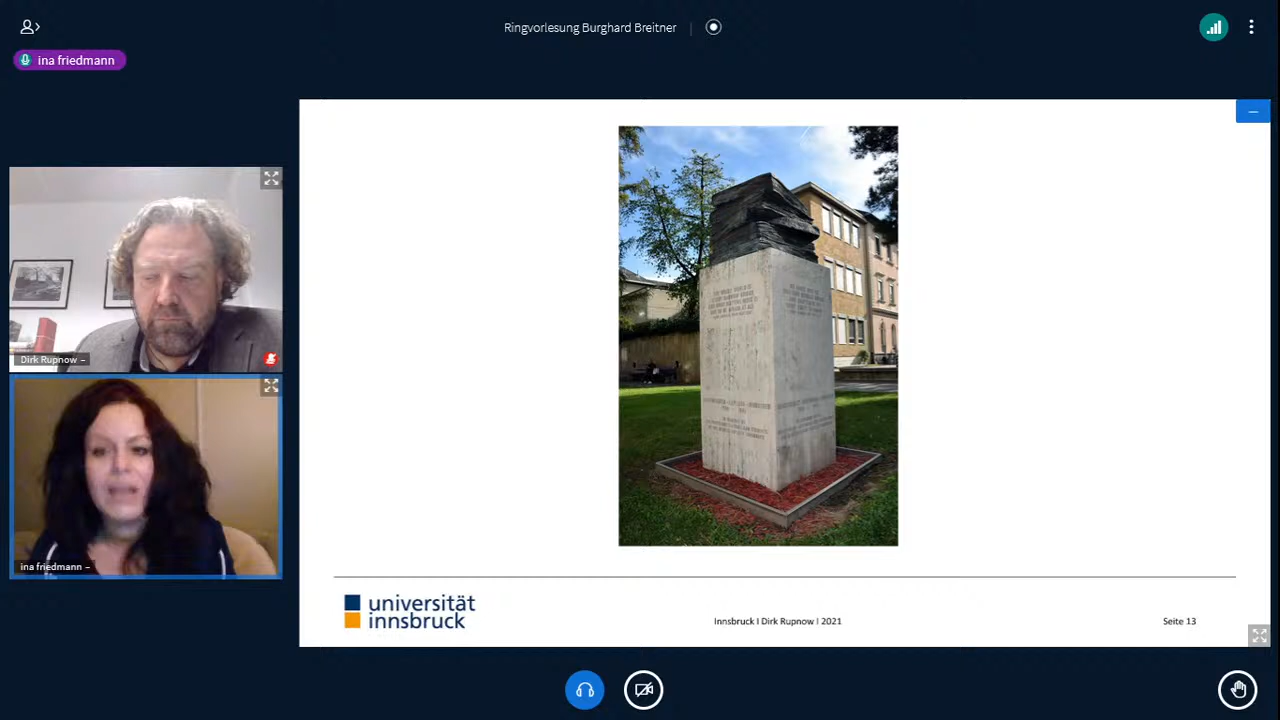 Ringvorlesung Burghard Breitner
ina friedmann
Dirk Rupnow
ina friedmann
universität
innsbruck
Innsbruck I Dirk Rupnow I 2021
Seite 13